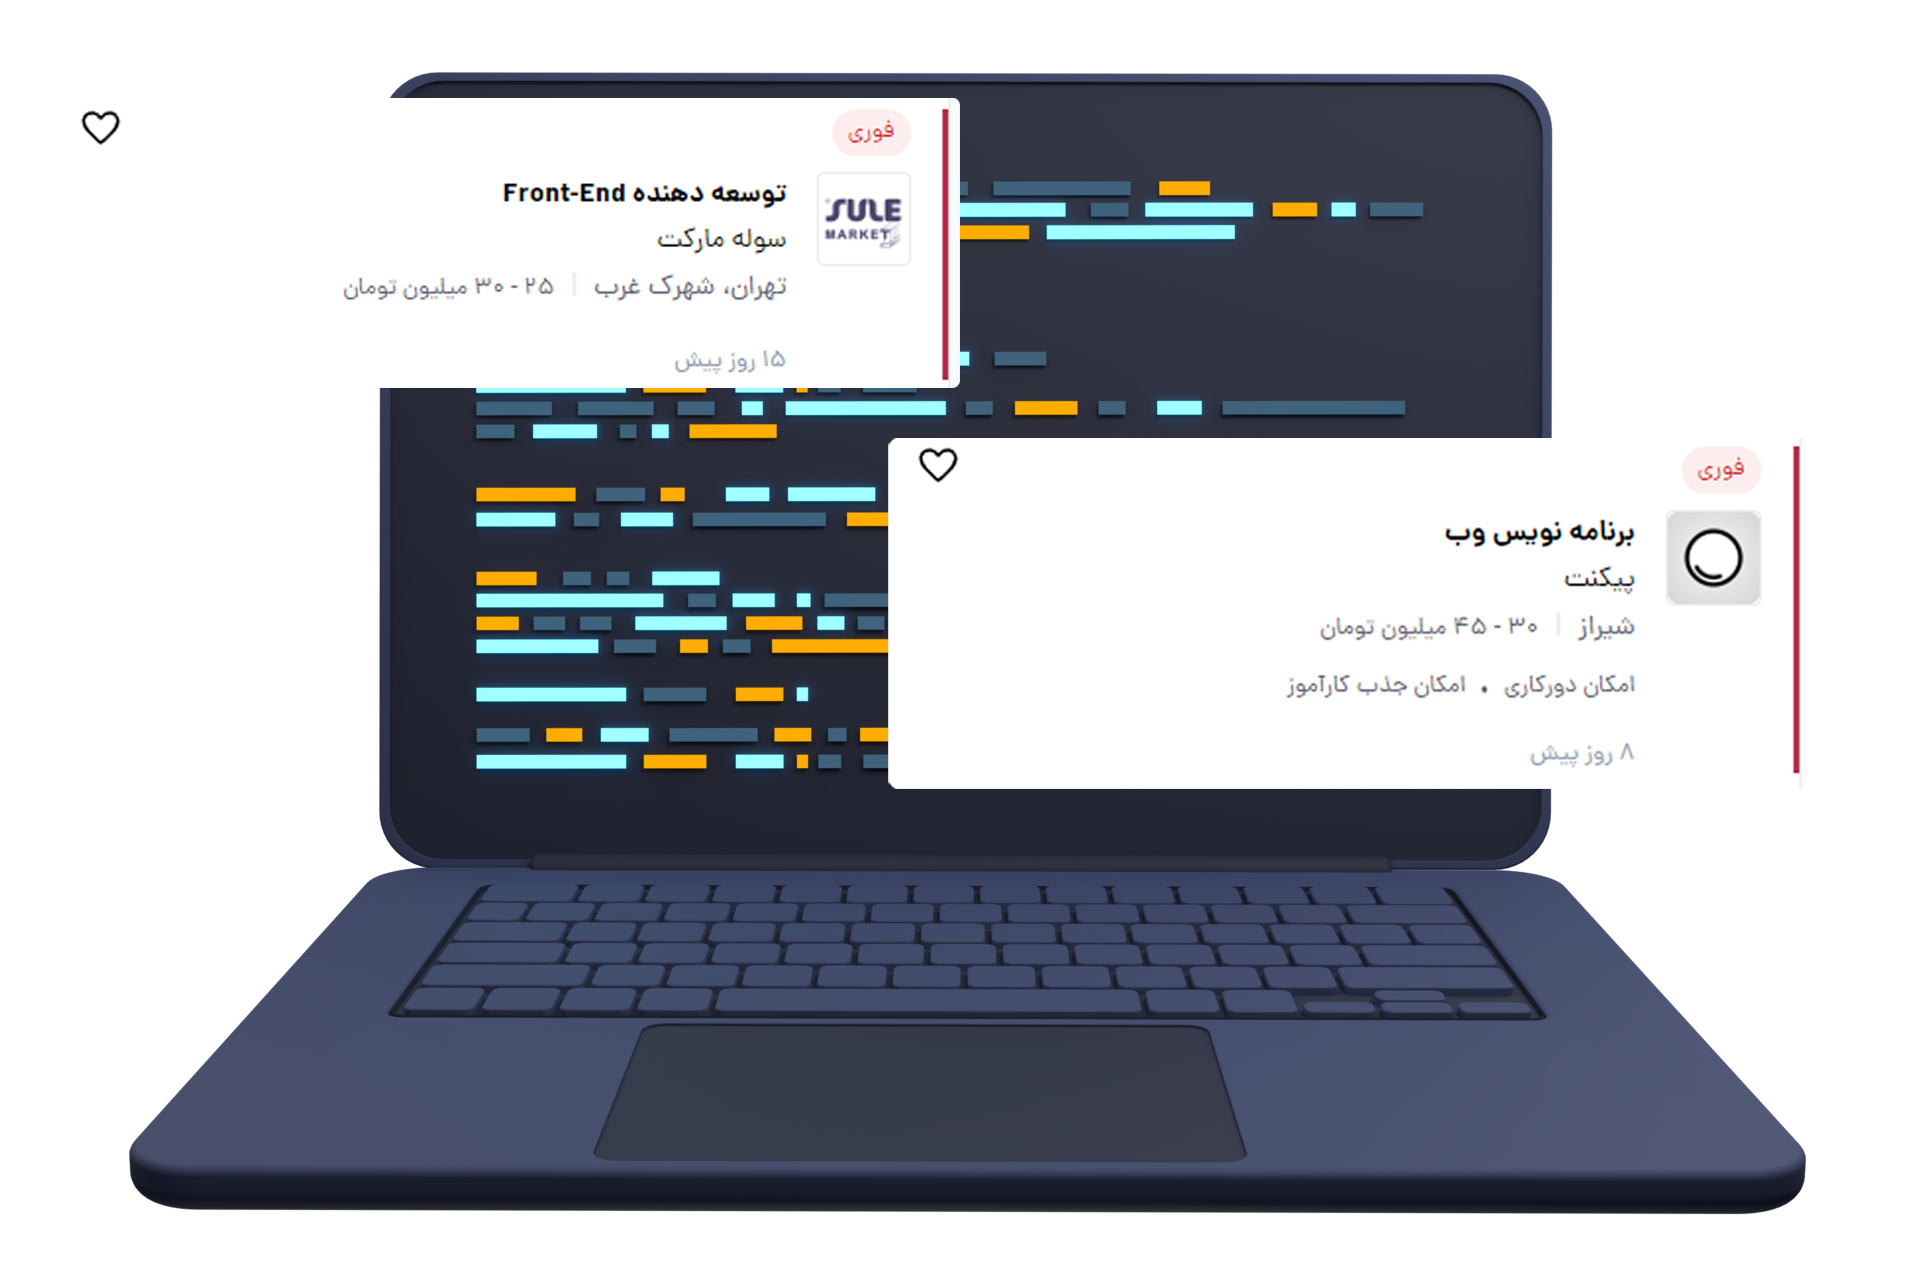 فوری
توسعه دهنده Front-End
SULE
MARKET
سوله مارکت
تهران، شهرک غرب | ۲۵ - ۳۰ میلیون تومان
۱۵ روز پیش
فوری
برنامه نویس وب
پیکنت
شیراز | ۳۰ - ۴۵ میلیون تومان
امکان دورکاری • امکان جذب کارآموز
۸ روز پیش